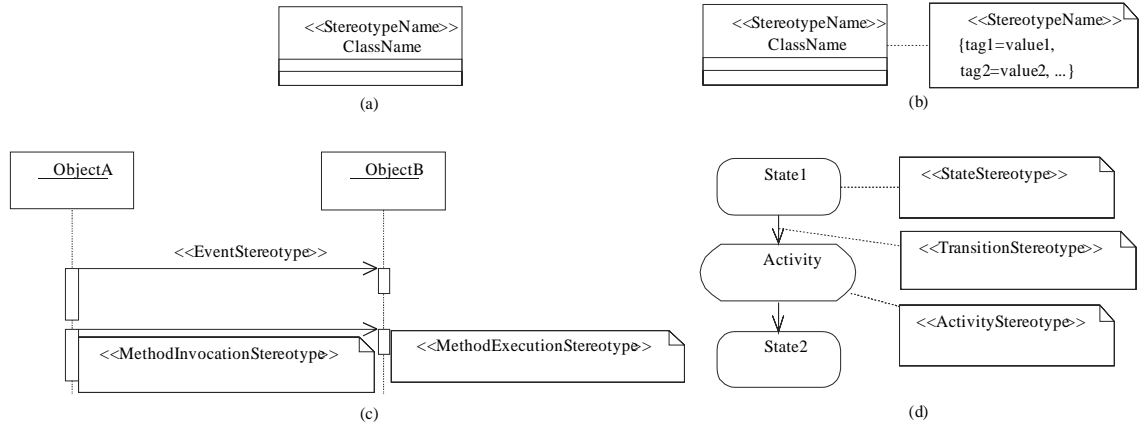 <<StereotypeName>>
ClassName
(a)
<<StereotypeName>>
ClassName
<<StereotypeName>>
{tag1=value1,
tag2=value2, ...}
(b)
ObjectA
ObjectB
<<EventStereotype>>
<<MethodInvocationStereotype>>
<<MethodExecutionStereotype>>
(c)
State1
<<StateStereotype>>
<<TransitionStereotype>>
Activity
<<ActivityStereotype>>
State2
(d)